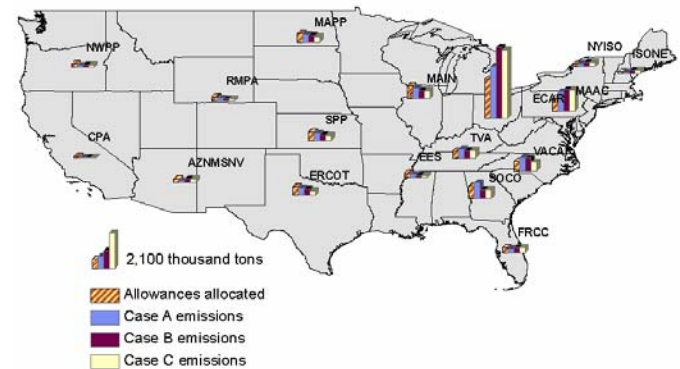 MAPP
NWPP
NYISO
ISONE
RMPA
MAIN
ECAR
MAAC
SPP
CPA
TVA
VACAR
EES
AZNMSNV
ERCOT
SOCO
FRCC
2,100 thousand tons
Allowances allocated
Case A emissions
Case B emissions
Case C emissions